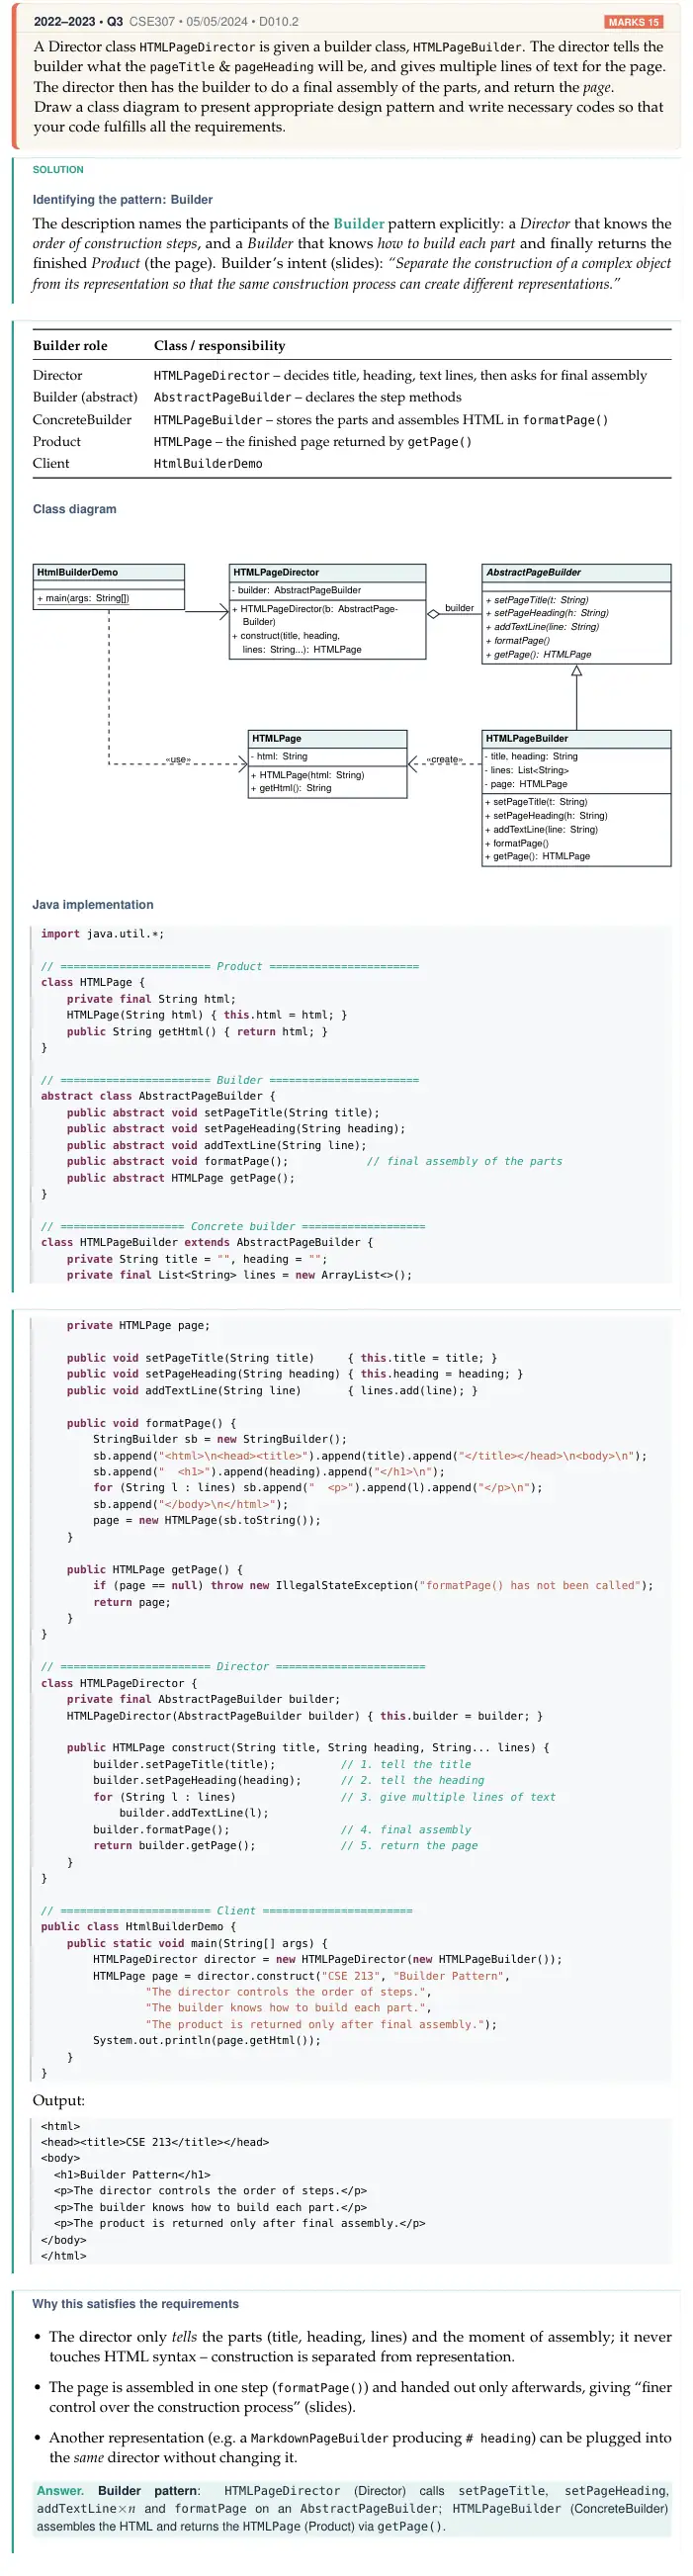 2022–2023 • Q3 CSE307 • 05/05/2024 • D010.2
MARKS 15
A Director class HTMLPageDirector is given a builder class, HTMLPageBuilder. The director tells the
builder what the pageTitle & pageHeading will be, and gives multiple lines of text for the page.
The director then has the builder to do a final assembly of the parts, and return the page.
Draw a class diagram to present appropriate design pattern and write necessary codes so that
your code fulfills all the requirements.
SOLUTION
Identifying the pattern: Builder
The description names the participants of the Builder pattern explicitly: a Director that knows the
order of construction steps, and a Builder that knows how to build each part and finally returns the
finished Product (the page). Builder's intent (slides): “Separate the construction of a complex object
from its representation so that the same construction process can create different representations.”
Builder role Class / responsibility
Director HTMLPageDirector – decides title, heading, text lines, then asks for final assembly
Builder (abstract) AbstractPageBuilder – declares the step methods
ConcreteBuilder HTMLPageBuilder – stores the parts and assembles HTML in formatPage()
Product HTMLPage – the finished page returned by getPage()
Client HtmlBuilderDemo
Class diagram
HtmlBuilderDemo
+ main(args: String[])
HTMLPageDirector
- builder: AbstractPageBuilder
+ HTMLPageDirector(b: AbstractPage-
Builder)
+ construct(title, heading,
lines: String...): HTMLPage
builder
AbstractPageBuilder
+ setPageTitle(t: String)
+ setPageHeading(h: String)
+ addTextLine(line: String)
+ formatPage()
+ getPage(): HTMLPage
«use»
HTMLPage
- html: String
+ HTMLPage(html: String)
+ getHtml(): String
«create»
HTMLPageBuilder
- title, heading: String
- lines: List<String>
- page: HTMLPage
+ setPageTitle(t: String)
+ setPageHeading(h: String)
+ addTextLine(line: String)
+ formatPage()
+ getPage(): HTMLPage
Java implementation
import java.util.*;
// ======================= Product =======================
class HTMLPage {
    private final String html;
    HTMLPage(String html) { this.html = html; }
    public String getHtml() { return html; }
}
// ======================= Builder =======================
abstract class AbstractPageBuilder {
    public abstract void setPageTitle(String title);
    public abstract void setPageHeading(String heading);
    public abstract void addTextLine(String line);
    public abstract void formatPage();            // final assembly of the parts
    public abstract HTMLPage getPage();
}
// =================== Concrete builder ===================
class HTMLPageBuilder extends AbstractPageBuilder {
    private String title = "", heading = "";
    private final List<String> lines = new ArrayList<>();
    private HTMLPage page;
    public void setPageTitle(String title)     { this.title = title; }
    public void setPageHeading(String heading) { this.heading = heading; }
    public void addTextLine(String line)       { lines.add(line); }
    public void formatPage() {
        StringBuilder sb = new StringBuilder();
        sb.append("<html>\n<head><title>").append(title).append("</title></head>\n<body>\n");
        sb.append("  <h1>").append(heading).append("</h1>\n");
        for (String l : lines) sb.append("  <p>").append(l).append("</p>\n");
        sb.append("</body>\n</html>");
        page = new HTMLPage(sb.toString());
    }
    public HTMLPage getPage() {
        if (page == null) throw new IllegalStateException("formatPage() has not been called");
        return page;
    }
}
// ======================= Director =======================
class HTMLPageDirector {
    private final AbstractPageBuilder builder;
    HTMLPageDirector(AbstractPageBuilder builder) { this.builder = builder; }
    public HTMLPage construct(String title, String heading, String... lines) {
        builder.setPageTitle(title);          // 1. tell the title
        builder.setPageHeading(heading);      // 2. tell the heading
        for (String l : lines)                // 3. give multiple lines of text
            builder.addTextLine(l);
        builder.formatPage();                 // 4. final assembly
        return builder.getPage();             // 5. return the page
    }
}
// ======================= Client =======================
public class HtmlBuilderDemo {
    public static void main(String[] args) {
        HTMLPageDirector director = new HTMLPageDirector(new HTMLPageBuilder());
        HTMLPage page = director.construct("CSE 213", "Builder Pattern",
                "The director controls the order of steps.",
                "The builder knows how to build each part.",
                "The product is returned only after final assembly.");
        System.out.println(page.getHtml());
    }
}
Output:
<html>
<head><title>CSE 213</title></head>
<body>
  <h1>Builder Pattern</h1>
  <p>The director controls the order of steps.</p>
  <p>The builder knows how to build each part.</p>
  <p>The product is returned only after final assembly.</p>
</body>
</html>
Why this satisfies the requirements
• The director only tells the parts (title, heading, lines) and the moment of assembly; it never
touches HTML syntax – construction is separated from representation.
• The page is assembled in one step (formatPage()) and handed out only afterwards, giving “finer
control over the construction process” (slides).
• Another representation (e.g. a MarkdownPageBuilder producing # heading) can be plugged into
the same director without changing it.
Answer. Builder pattern: HTMLPageDirector (Director) calls setPageTitle, setPageHeading,
addTextLine×n and formatPage on an AbstractPageBuilder; HTMLPageBuilder (ConcreteBuilder)
assembles the HTML and returns the HTMLPage (Product) via getPage().